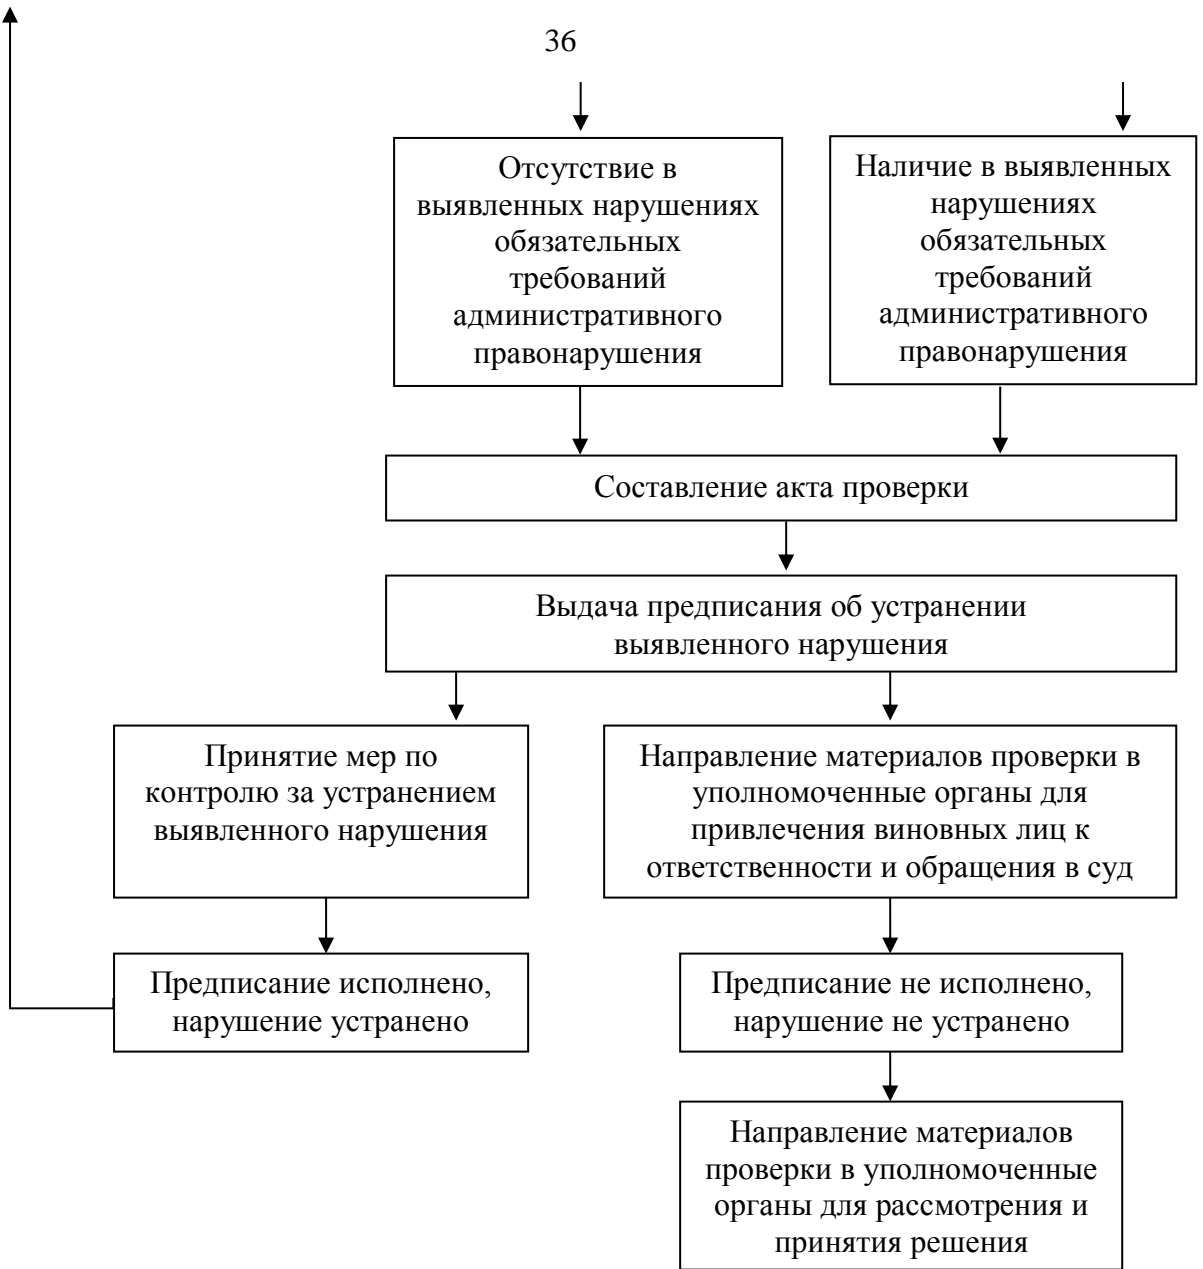 36
Отсутствие в
выявленных нарушениях
обязательных
требований
административного
правонарушения
Наличие в выявленных
нарушениях
обязательных
требований
административного
правонарушения
Составление акта проверки
Выдача предписания об устранении
выявленного нарушения
Принятие мер по
контролю за устранением
выявленного нарушения
Направление материалов проверки в
уполномоченные органы для
привлечения виновных лиц к
ответственности и обращения в суд
Предписание исполнено,
нарушение устранено
Предписание не исполнено,
нарушение не устранено
Направление материалов
проверки в уполномоченные
органы для рассмотрения и
принятия решения